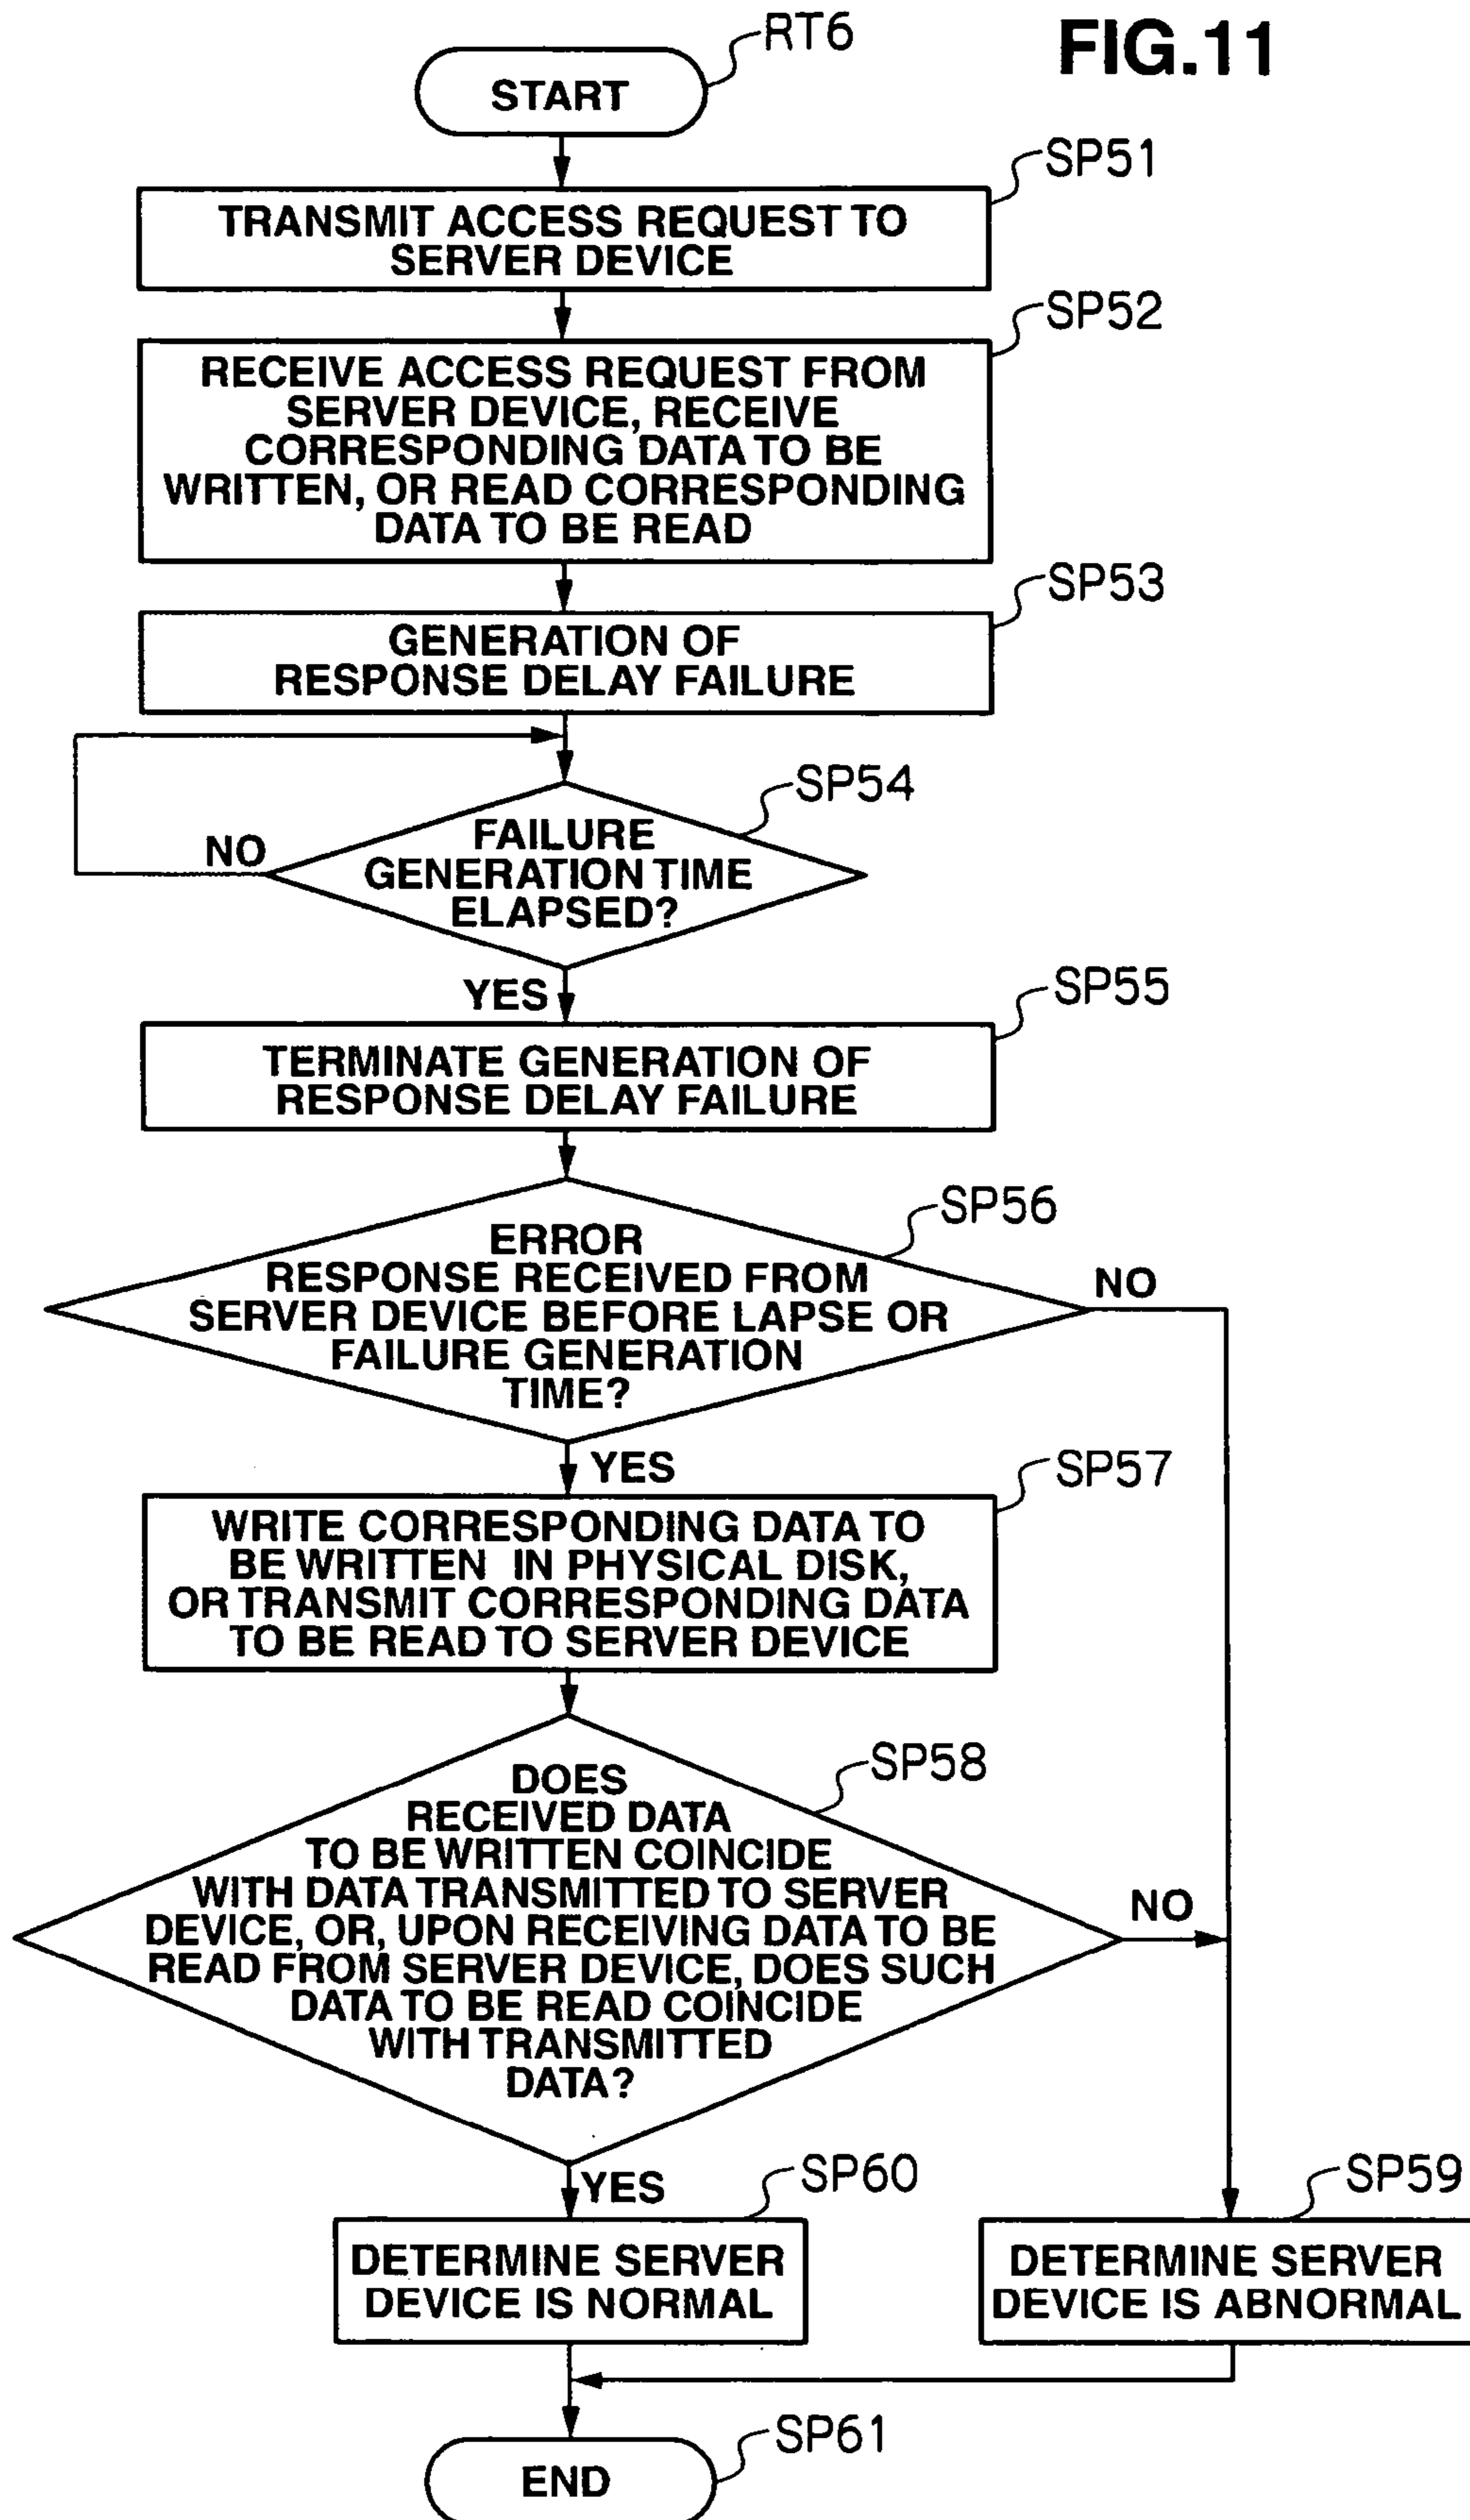 RT6
FIG.11
START
SP51
TRANSMIT ACCESS REQUEST TO
SERVER DEVICE
SP52
RECEIVE ACCESS REQUEST FROM
SERVER DEVICE, RECEIVE
CORRESPONDING DATA TO BE
WRITTEN, OR READ CORRESPONDING
DATA TO BE READ
SP53
GENERATION OF
RESPONSE DELAY FAILURE
SP54
NO
FAILURE
GENERATION TIME
ELAPSED?
YES
SP55
TERMINATE GENERATION OF
RESPONSE DELAY FAILURE
SP56
ERROR
RESPONSE RECEIVED FROM
SERVER DEVICE BEFORE LAPSE OR
FAILURE GENERATION
TIME?
NO
YES
SP57
WRITE CORRESPONDING DATA TO
BE WRITTEN IN PHYSICAL DISK,
OR TRANSMIT CORRESPONDING DATA
TO BE READ TO SERVER DEVICE
SP58
DOES
RECEIVED DATA
TO BE WRITTEN COINCIDE
WITH DATA TRANSMITTED TO SERVER
DEVICE, OR, UPON RECEIVING DATA TO BE
READ FROM SERVER DEVICE, DOES SUCH
DATA TO BE READ COINCIDE
WITH TRANSMITTED
DATA?
NO
YES
SP60
SP59
DETERMINE SERVER
DEVICE IS NORMAL
DETERMINE SERVER
DEVICE IS ABNORMAL
SP61
END